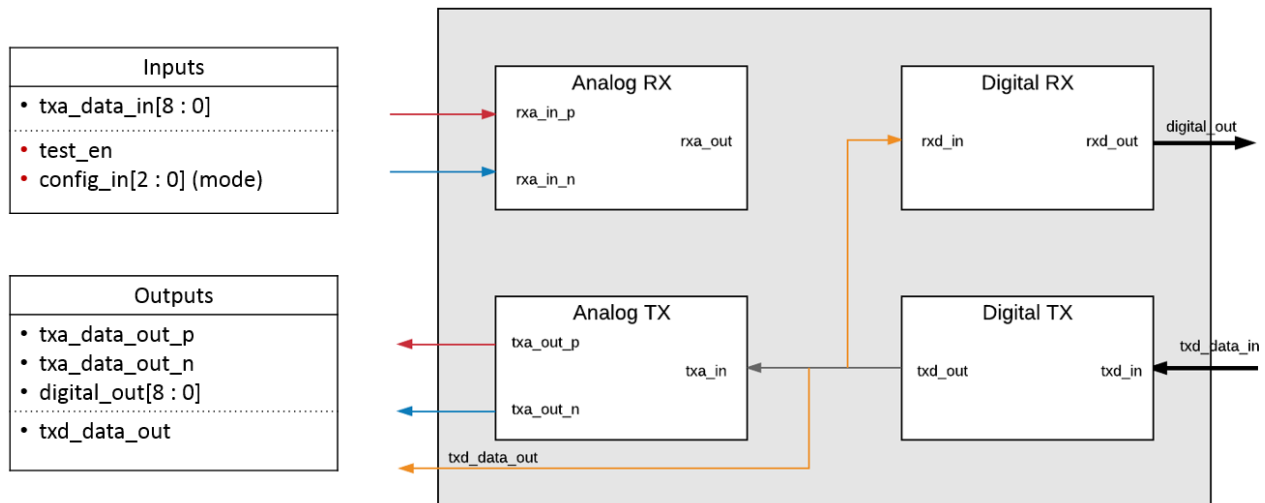 Inputs
• txa_data_in[8 : 0]
• test_en
• config_in[2 : 0] (mode)
Outputs
• txa_data_out_p
• txa_data_out_n
• digital_out[8 : 0]
• txd_data_out
Analog RX
rxa_in_p
rxa_out
rxa_in_n
Digital RX
rxd_in
rxd_out
digital_out
Analog TX
txa_out_p
txa_in
txa_out_n
Digital TX
txd_out
txd_in
txd_data_in
txd_data_out